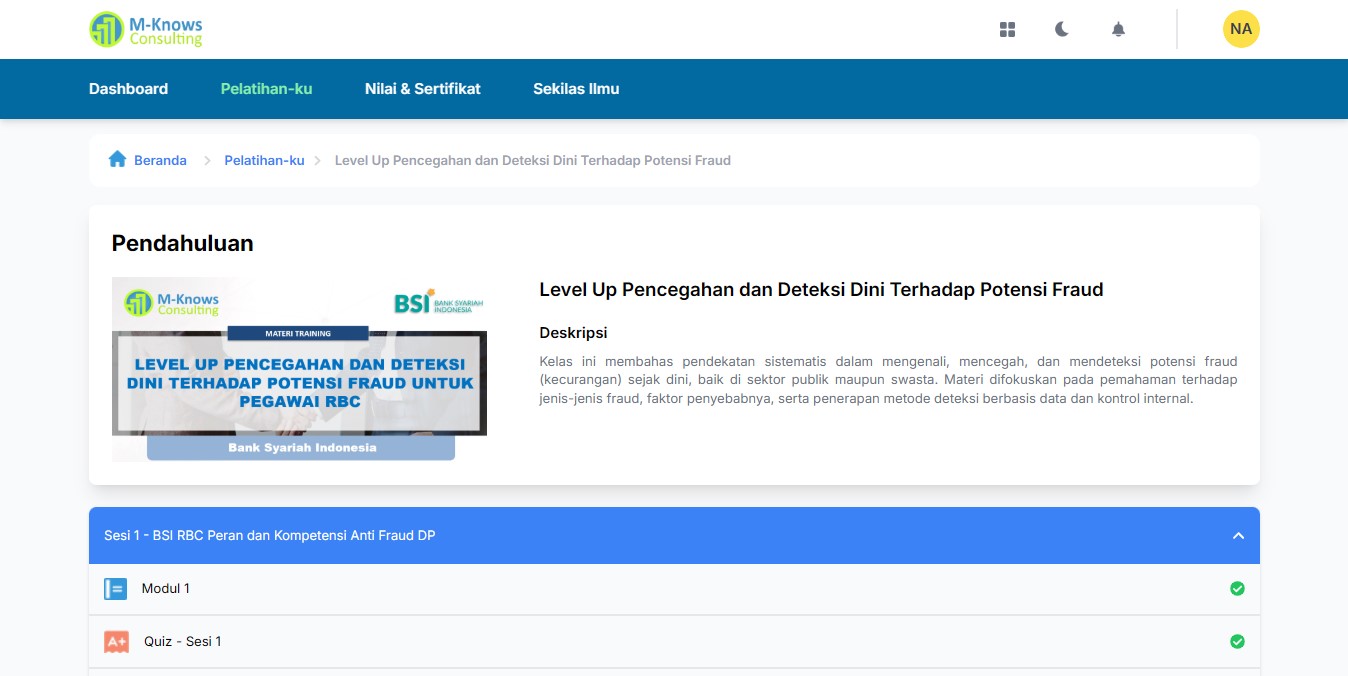 M-Knows
Consulting
NA
Dashboard
Pelatihan-ku
Nilai & Sertifikat
Sekilas Ilmu
Beranda
Pelatihan-ku
Level Up Pencegahan dan Deteksi Dini Terhadap Potensi Fraud
Pendahuluan
M-Knows
Consulting
BSI BANK SYARIAH
INDONESIA
MATERI TRAINING
LEVEL UP PENCEGAHAN DAN DETEKSI
DINI TERHADAP POTENSI FRAUD UNTUK
PEGAWAI RBC
Bank Syariah Indonesia
Level Up Pencegahan dan Deteksi Dini Terhadap Potensi Fraud
Deskripsi
Kelas ini membahas pendekatan sistematis dalam mengenali, mencegah, dan mendeteksi potensi fraud
(kecurangan) sejak dini, baik di sektor publik maupun swasta. Materi difokuskan pada pemahaman terhadap
jenis-jenis fraud, faktor penyebabnya, serta penerapan metode deteksi berbasis data dan kontrol internal.
Sesi 1 - BSI RBC Peran dan Kompetensi Anti Fraud DP
Modul 1
A+
Quiz - Sesi 1